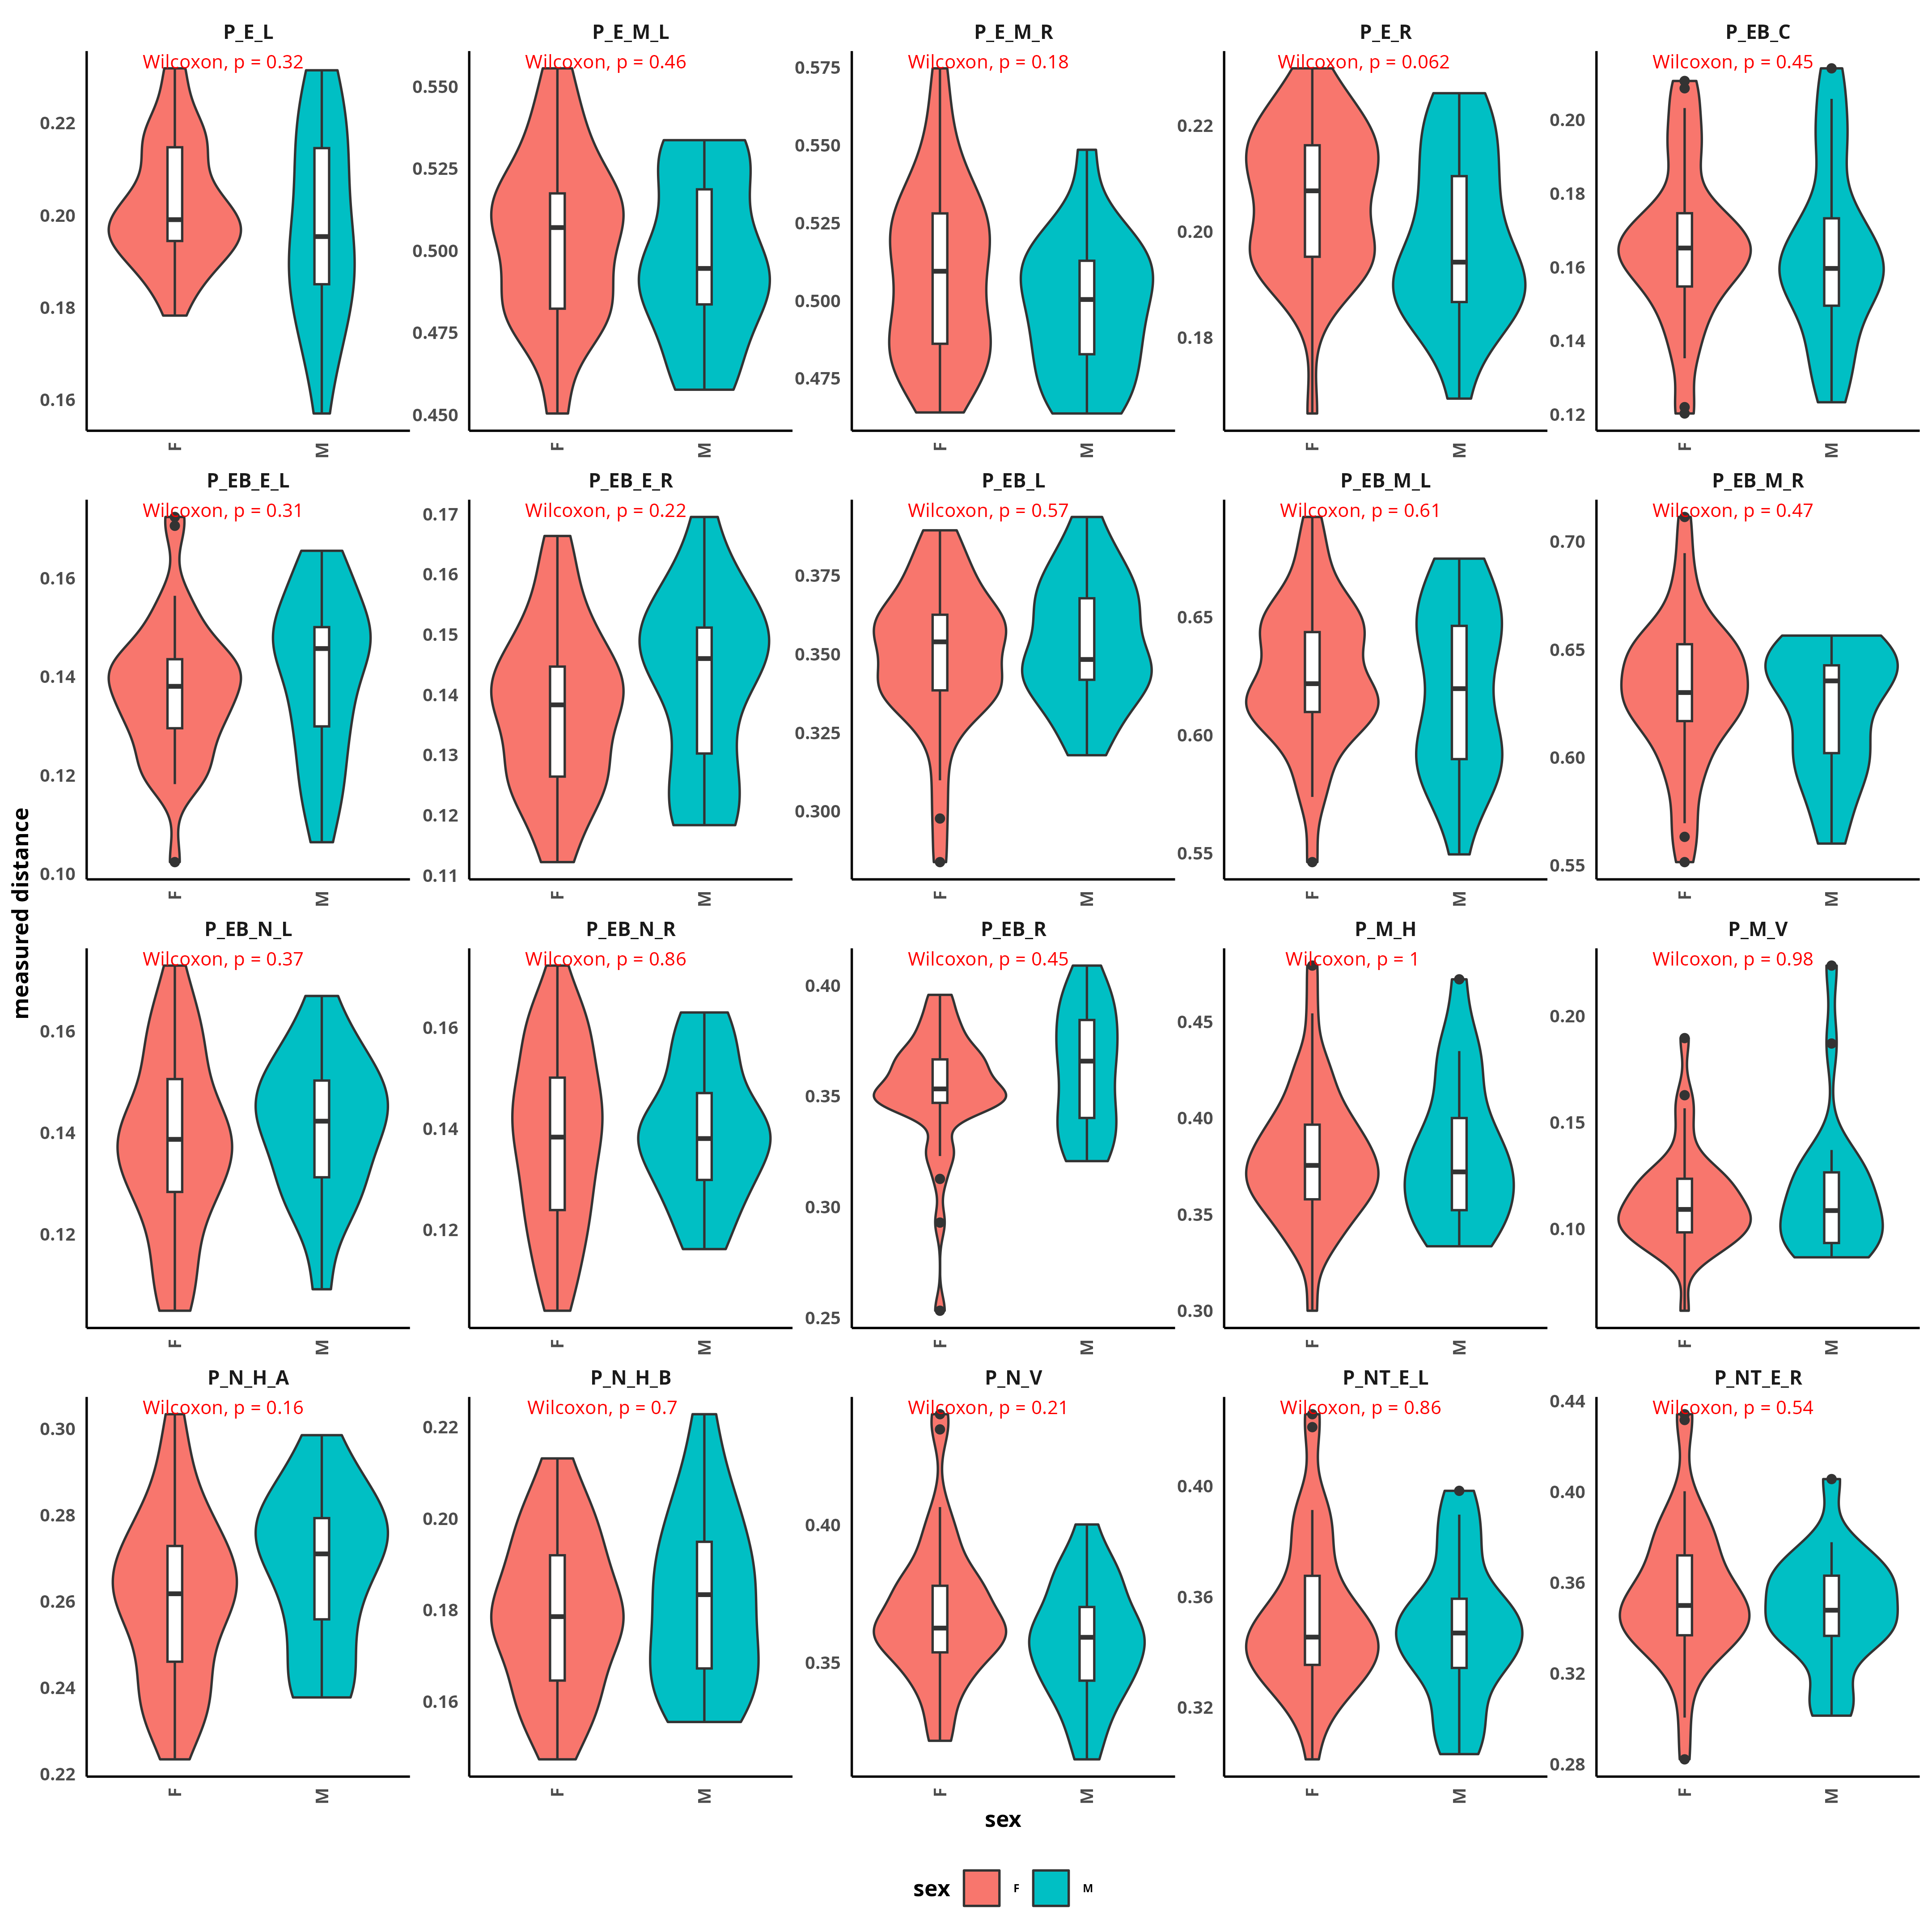 P_E_L P_E_M_L P_E_M_R P_E_R P_EB_C
Wilcoxon, p = 0.32 Wilcoxon, p = 0.46 Wilcoxon, p = 0.18 Wilcoxon, p = 0.062 Wilcoxon, p = 0.45
0.22 0.20 0.18 0.16
0.550 0.525 0.500 0.475 0.450
0.575 0.550 0.525 0.500 0.475
0.22 0.20 0.18
0.20 0.18 0.16 0.14 0.12
F M F M F M F M F M
P_EB_E_L P_EB_E_R P_EB_L P_EB_M_L P_EB_M_R
Wilcoxon, p = 0.31 Wilcoxon, p = 0.22 Wilcoxon, p = 0.57 Wilcoxon, p = 0.61 Wilcoxon, p = 0.47
0.16 0.14 0.12 0.10
0.17 0.16 0.15 0.14 0.13 0.12 0.11
0.375 0.350 0.325 0.300
0.65 0.60 0.55
0.70 0.65 0.60 0.55
F M F M F M F M F M
measured distance
P_EB_N_L P_EB_N_R P_EB_R P_M_H P_M_V
Wilcoxon, p = 0.37 Wilcoxon, p = 0.86 Wilcoxon, p = 0.45 Wilcoxon, p = 1 Wilcoxon, p = 0.98
0.16 0.14 0.12
0.16 0.14 0.12
0.40 0.35 0.30 0.25
0.45 0.40 0.35 0.30
0.20 0.15 0.10
F M F M F M F M F M
P_N_H_A P_N_H_B P_N_V P_NT_E_L P_NT_E_R
Wilcoxon, p = 0.16 Wilcoxon, p = 0.7 Wilcoxon, p = 0.21 Wilcoxon, p = 0.86 Wilcoxon, p = 0.54
0.30 0.28 0.26 0.24 0.22
0.22 0.20 0.18 0.16
0.40 0.35
0.40 0.36 0.32
0.44 0.40 0.36 0.32 0.28
F M F M F M F M F M
sex
sex F M